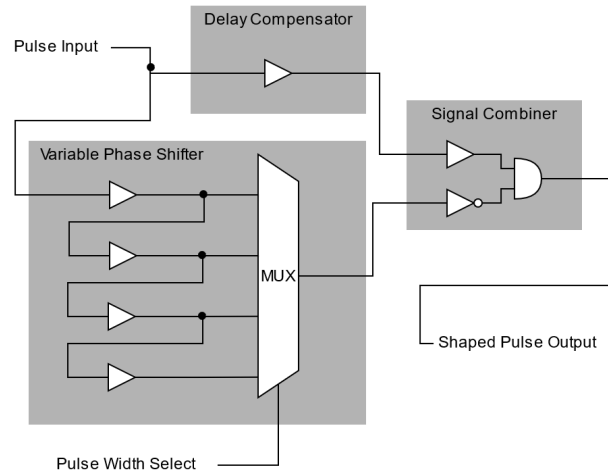 Delay Compensator
Pulse Input
Signal Combiner
Variable Phase Shifter
MUX
Shaped Pulse Output
Pulse Width Select